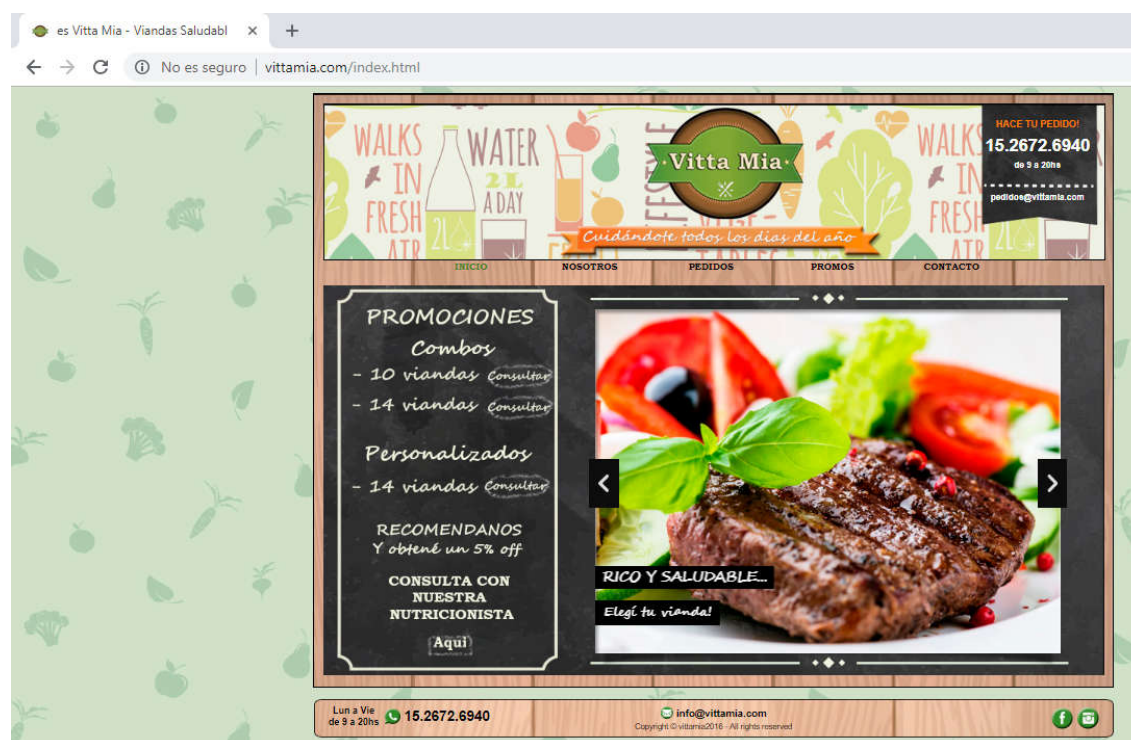 es Vitta Mia - Viandas Saludabl
No es seguro | vittamia.com/index.html
WALKS IN FRESH AIR
WATER 2L A DAY
2L
Vitta Mia
Cuidándote todos los dias del año
WALKS IN FRESH AIR
2L
HACE TU PEDIDO!
15.2672.6940
de 9 a 20hs
pedidos@vittamia.com
INICIO NOSOTROS PEDIDOS PROMOS CONTACTO
PROMOCIONES
Combos
- 10 viandas Consultar
- 14 viandas Consultar
Personalizados
- 14 viandas Consultar
RECOMENDANOS
Y obtené un 5% off
CONSULTA CON
NUESTRA
NUTRICIONISTA
Aqui
RICO Y SALUDABLE...
Elegí tu vianda!
Lun a Vie
de 9 a 20hs 15.2672.6940
info@vittamia.com
Copyright © vittamia2016 - All rights reserved